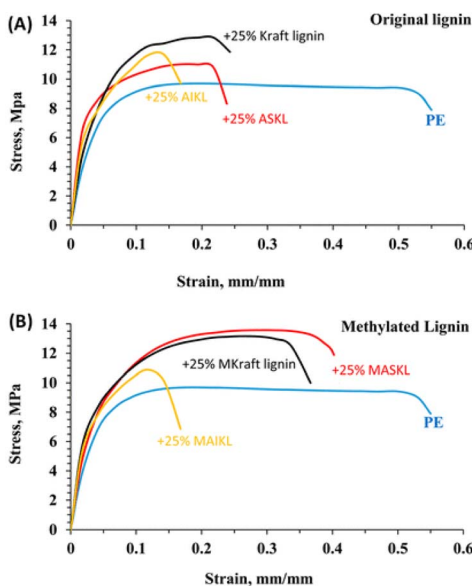 (A)
Original lignin
14
12
10
8
6
4
2
0
Stress, Mpa
+25% Kraft lignin
+25% AIKL
+25% ASKL
PE
0 0.1 0.2 0.3 0.4 0.5 0.6
Strain, mm/mm
(B)
Methylated Lignin
14
12
10
8
6
4
2
0
Stress, MPa
+25% MKraft lignin
+25% MASKL
+25% MAIKL
PE
0 0.1 0.2 0.3 0.4 0.5 0.6
Strain, mm/mm